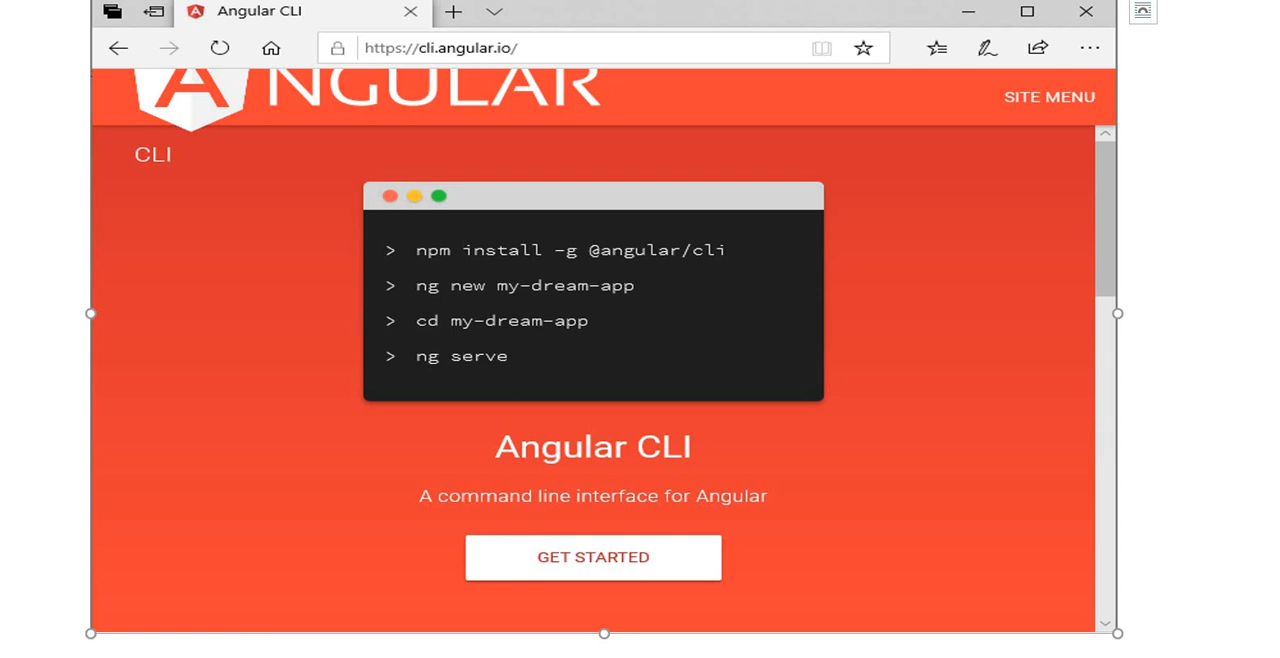 Angular CLI
https://cli.angular.io/
ANGULAR
SITE MENU
CLI
> npm install -g @angular/cli
> ng new my-dream-app
> cd my-dream-app
> ng serve
Angular CLI
A command line interface for Angular
GET STARTED